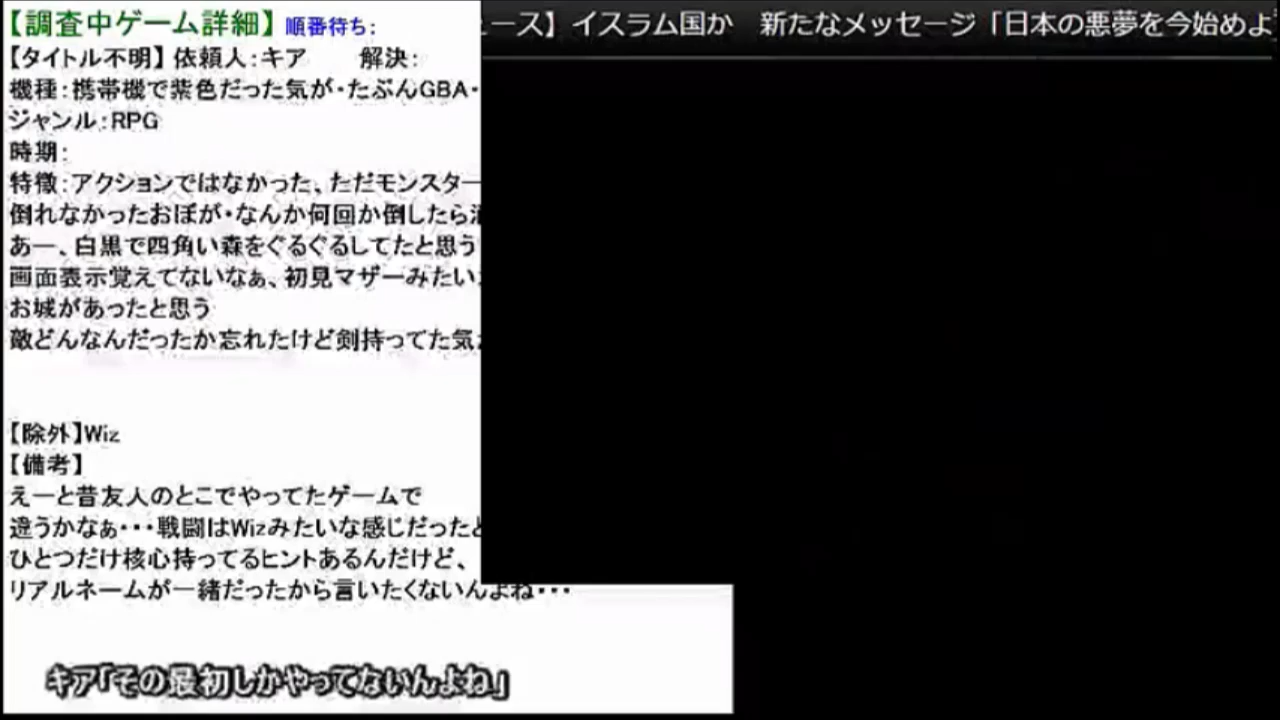 【調査中ゲーム詳細】 順番待ち:
ュース】イスラム国か 新たなメッセージ「日本の悪夢を今始めよ
【タイトル不明】 依頼人:キア 解決:
機種:携帯機で紫色だった気が・たぶんGBA・
ジャンル:RPG
時期:
特徴:アクションではなかった、ただモンスター
倒れなかったおぼが・なんか何回か倒したら
あー、白黒で四角い森をぐるぐるしてたと思う
画面表示覚えてないなぁ、初見マザーみたい
お城があったと思う
敵どんなんだったか忘れたけど剣持ってた気
【除外】Wiz
【備考】
えーと昔友人のとこでやってたゲームで
違うかなぁ・・・戦闘はWizみたいな感じだったと
ひとつだけ核心持ってるヒントあるんだけど、
リアルネームが一緒だったから言いたくないんよね・・・
キア「その最初しかやってないんよね」